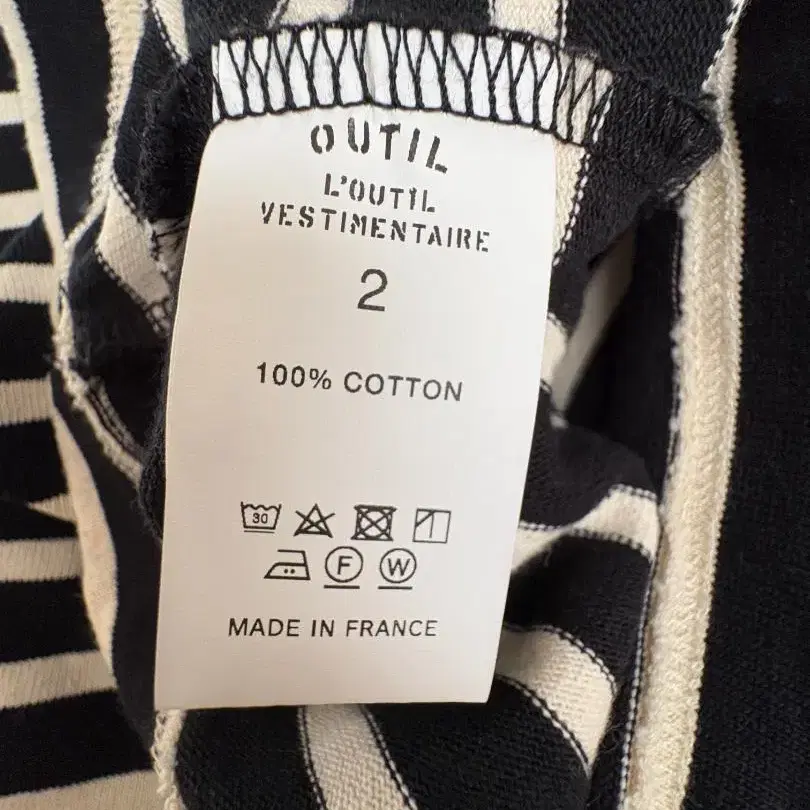 OUTIL
L'OUTIL
VESTIMENTAIRE
2
100% COTTON
30
F W
MADE IN FRANCE